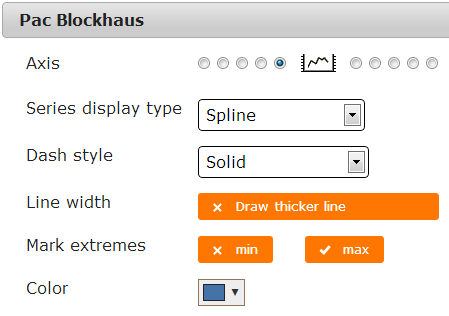 Pac Blockhaus
Axis
Series display type Spline
Dash style Solid
Line width Draw thicker line
Mark extremes min max
Color